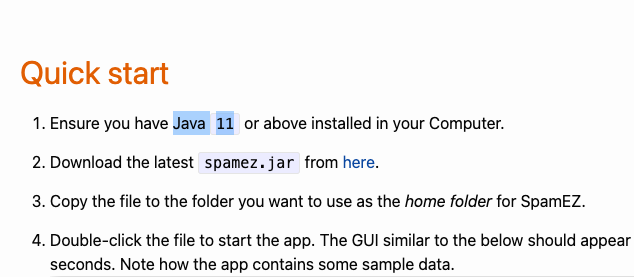 Quick start
1. Ensure you have Java 11 or above installed in your Computer.
2. Download the latest spamez.jar from here.
3. Copy the file to the folder you want to use as the home folder for SpamEZ.
4. Double-click the file to start the app. The GUI similar to the below should appear
seconds. Note how the app contains some sample data.